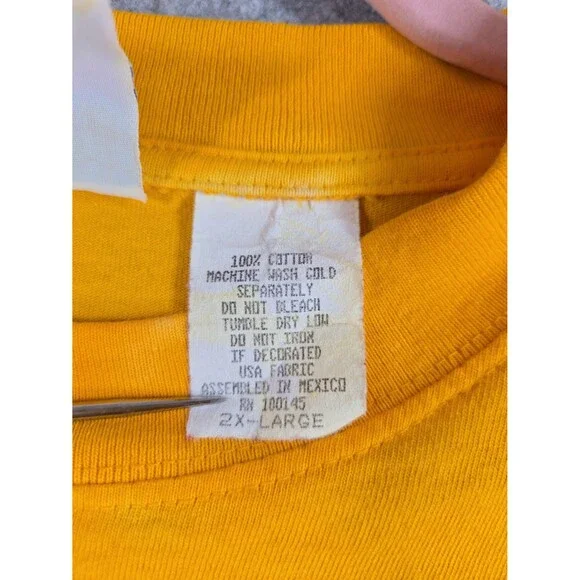 100% COTTON
MACHINE WASH COLD
SEPARATELY
DO NOT BLEACH
TUMBLE DRY LOW
DO NOT IRON
IF DECORATED
USA FABRIC
ASSEMBLED IN MEXICO
RN 100145
2X-LARGE